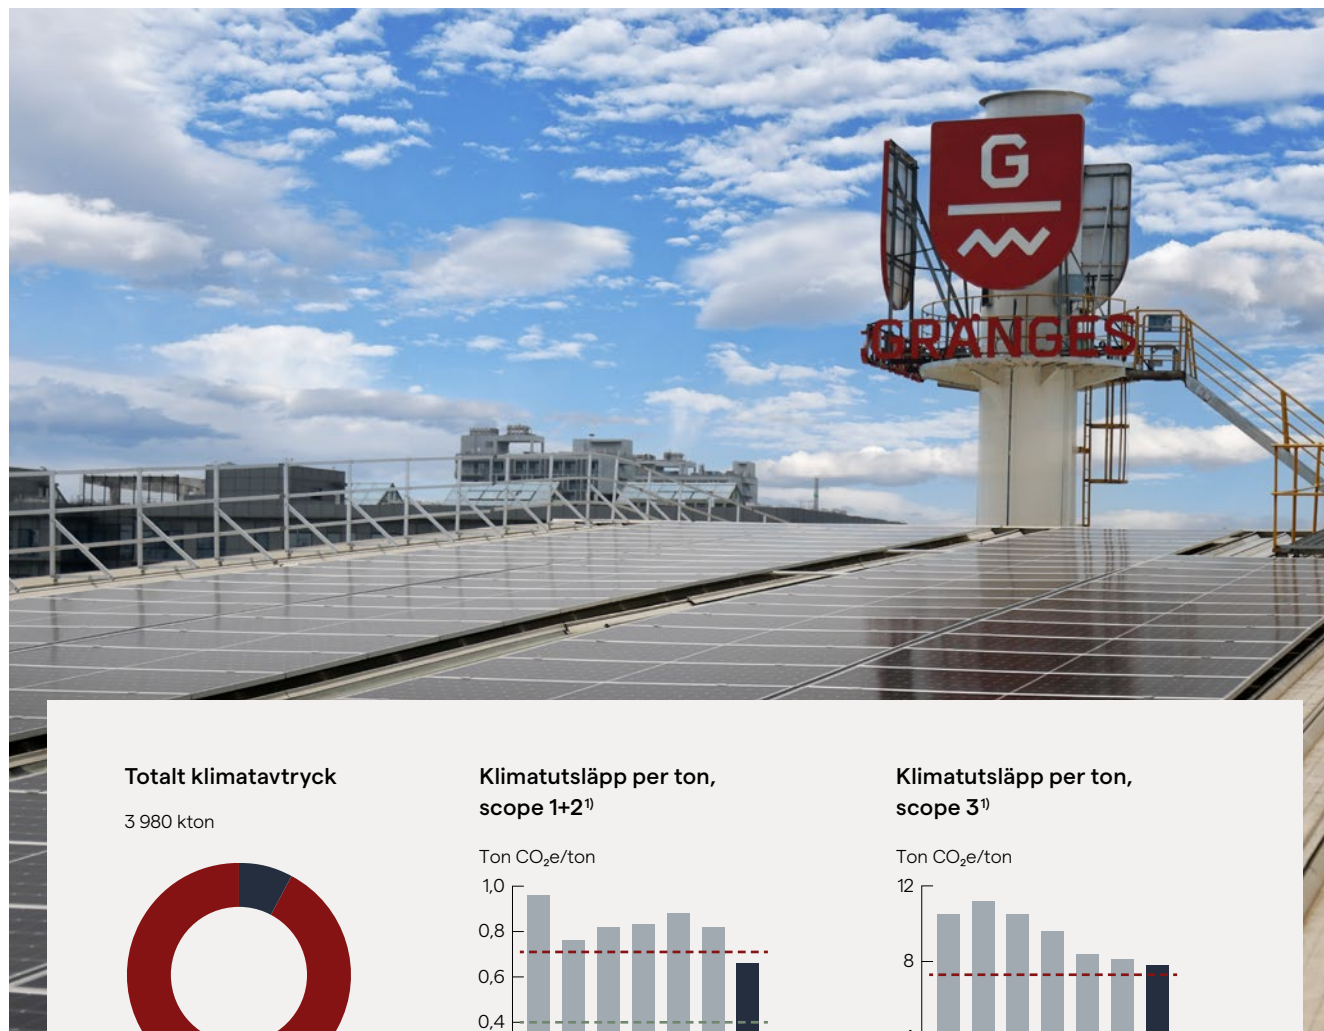 G
GRÄNGES
Totalt klimatavtryck
3 980 kton
Klimatutsläpp per ton,
scope 1+2¹⁾
Ton CO₂e/ton
1,0
0,8
0,6
0,4
Klimatutsläpp per ton,
scope 3¹⁾
Ton CO₂e/ton
12
8